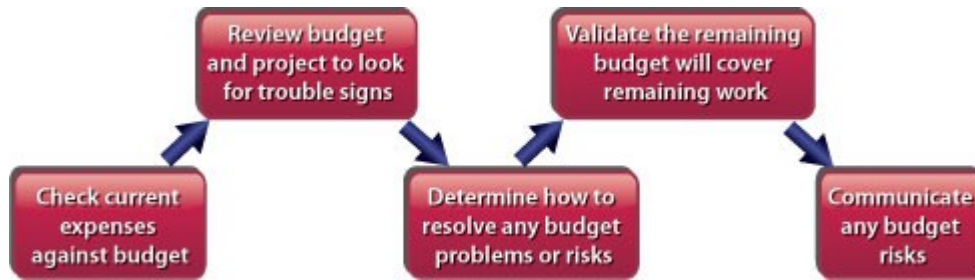 Check current
expenses
against budget
Review budget
and project to look
for trouble signs
Determine how to
resolve any budget
problems or risks
Validate the remaining
budget will cover
remaining work
Communicate
any budget
risks